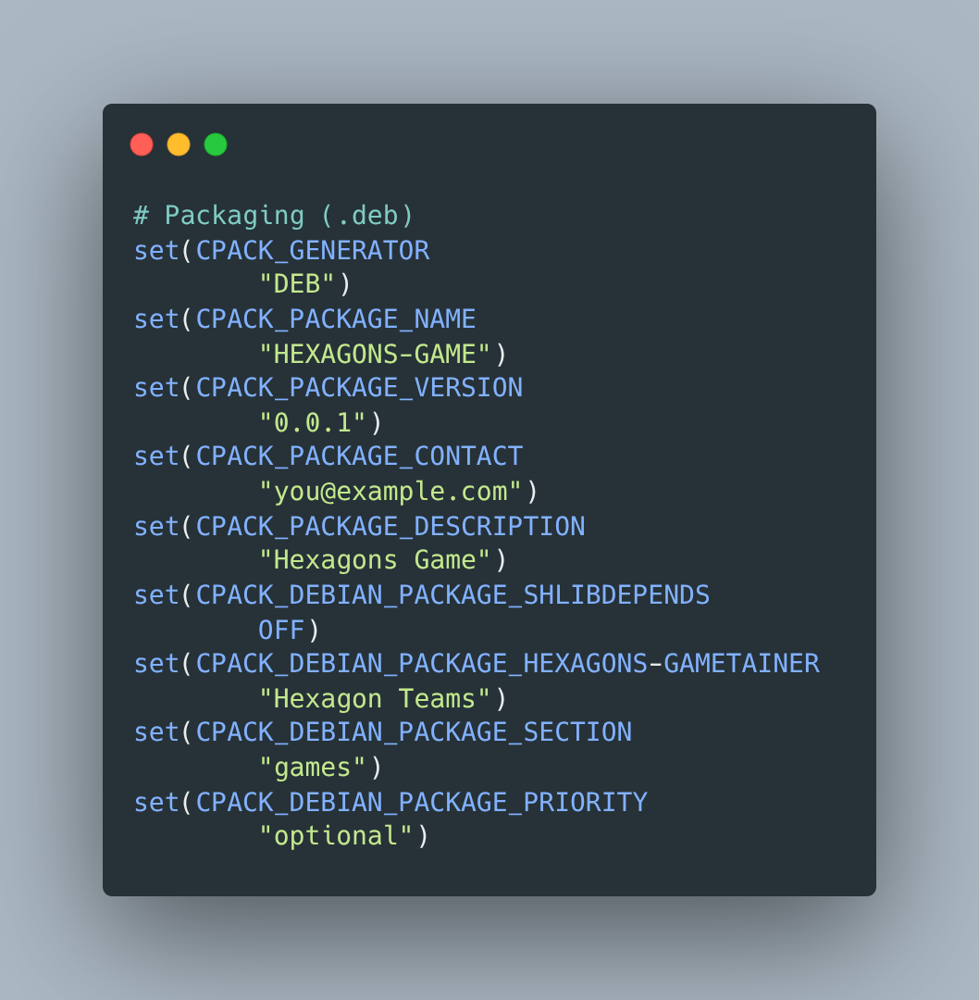 # Packaging (.deb)
set(CPACK_GENERATOR
        "DEB")
set(CPACK_PACKAGE_NAME
        "HEXAGONS-GAME")
set(CPACK_PACKAGE_VERSION
        "0.0.1")
set(CPACK_PACKAGE_CONTACT
        "you@example.com")
set(CPACK_PACKAGE_DESCRIPTION
        "Hexagons Game")
set(CPACK_DEBIAN_PACKAGE_SHLIBDEPENDS
        OFF)
set(CPACK_DEBIAN_PACKAGE_HEXAGONS-GAMETAINER
        "Hexagon Teams")
set(CPACK_DEBIAN_PACKAGE_SECTION
        "games")
set(CPACK_DEBIAN_PACKAGE_PRIORITY
        "optional")